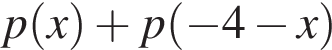 p(x) + p(−4 − x)